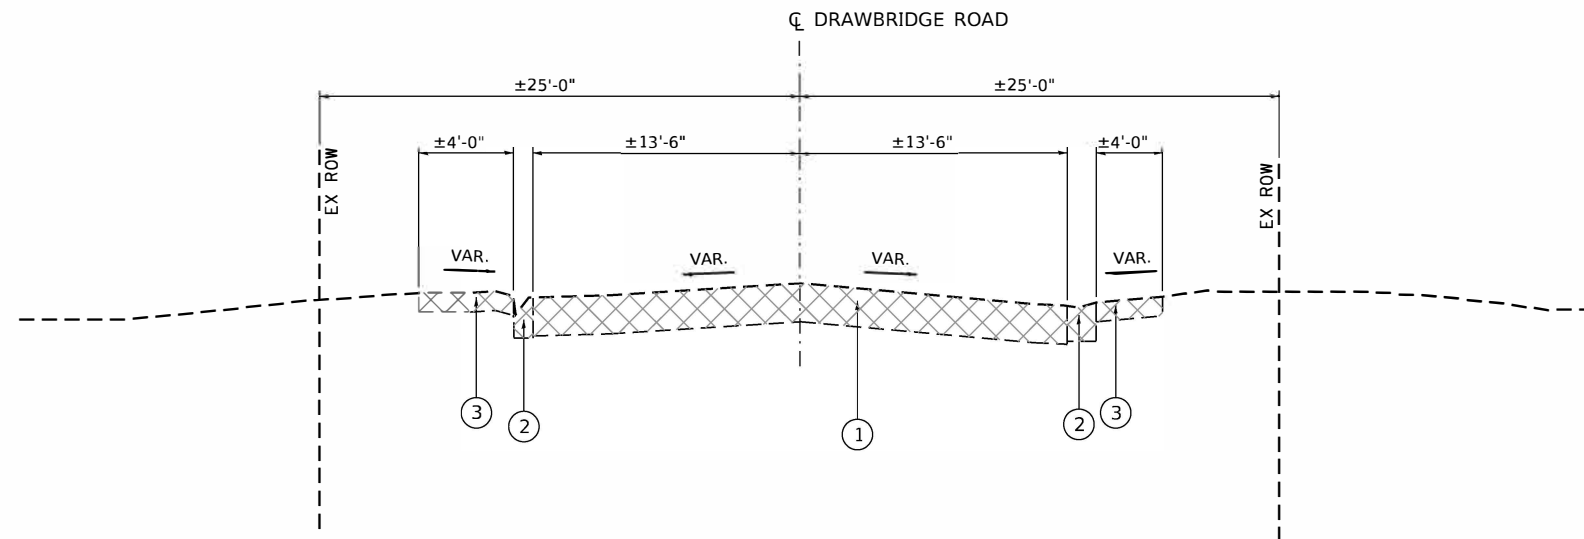 ℄ DRAWBRIDGE ROAD
±25'-0" ±25'-0"
±4'-0" ±13'-6" ±13'-6" ±4'-0"
EX ROW
EX ROW
VAR. VAR. VAR. VAR.
3 2 1 2 3